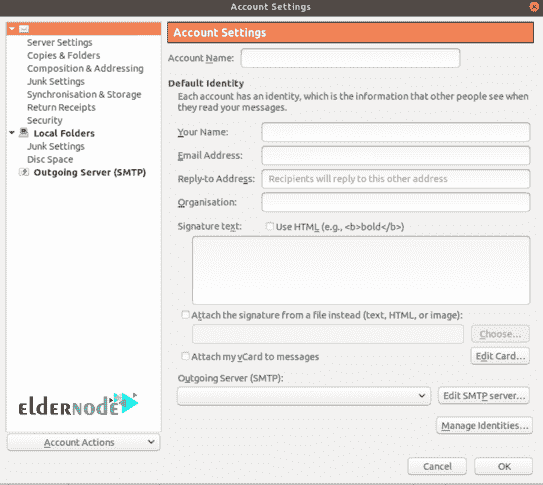 Account Settings
Server Settings
Copies & Folders
Composition & Addressing
Junk Settings
Synchronisation & Storage
Return Receipts
Security
Local Folders
Junk Settings
Disc Space
Outgoing Server (SMTP)
eldernode
Account Actions
Account Settings
Account Name:
Default Identity
Each account has an identity, which is the information that other people see when
they read your messages.
Your Name:
Email Address:
Reply-to Address:
Recipients will reply to this other address
Organisation:
Signature text:
Use HTML (e.g., <b>bold</b>)
Attach the signature from a file instead (text, HTML, or image):
Choose...
Attach my vCard to messages
Edit Card...
Outgoing Server (SMTP):
Edit SMTP server...
Manage Identities...
Cancel
OK